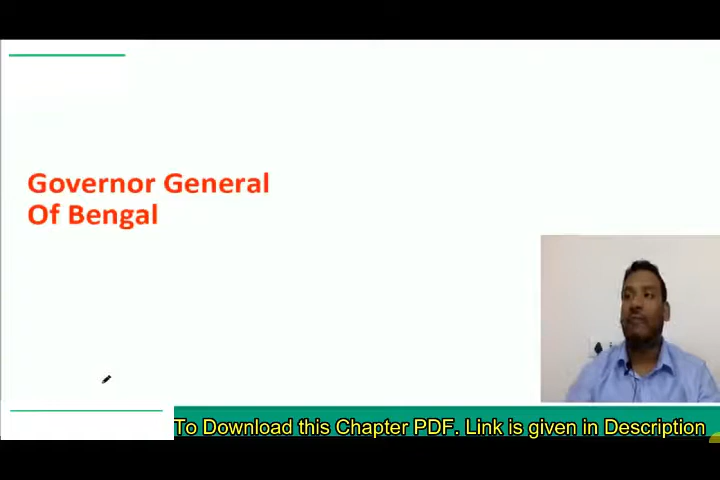 Governor General
Of Bengal
To Download this Chapter PDF. Link is given in Description